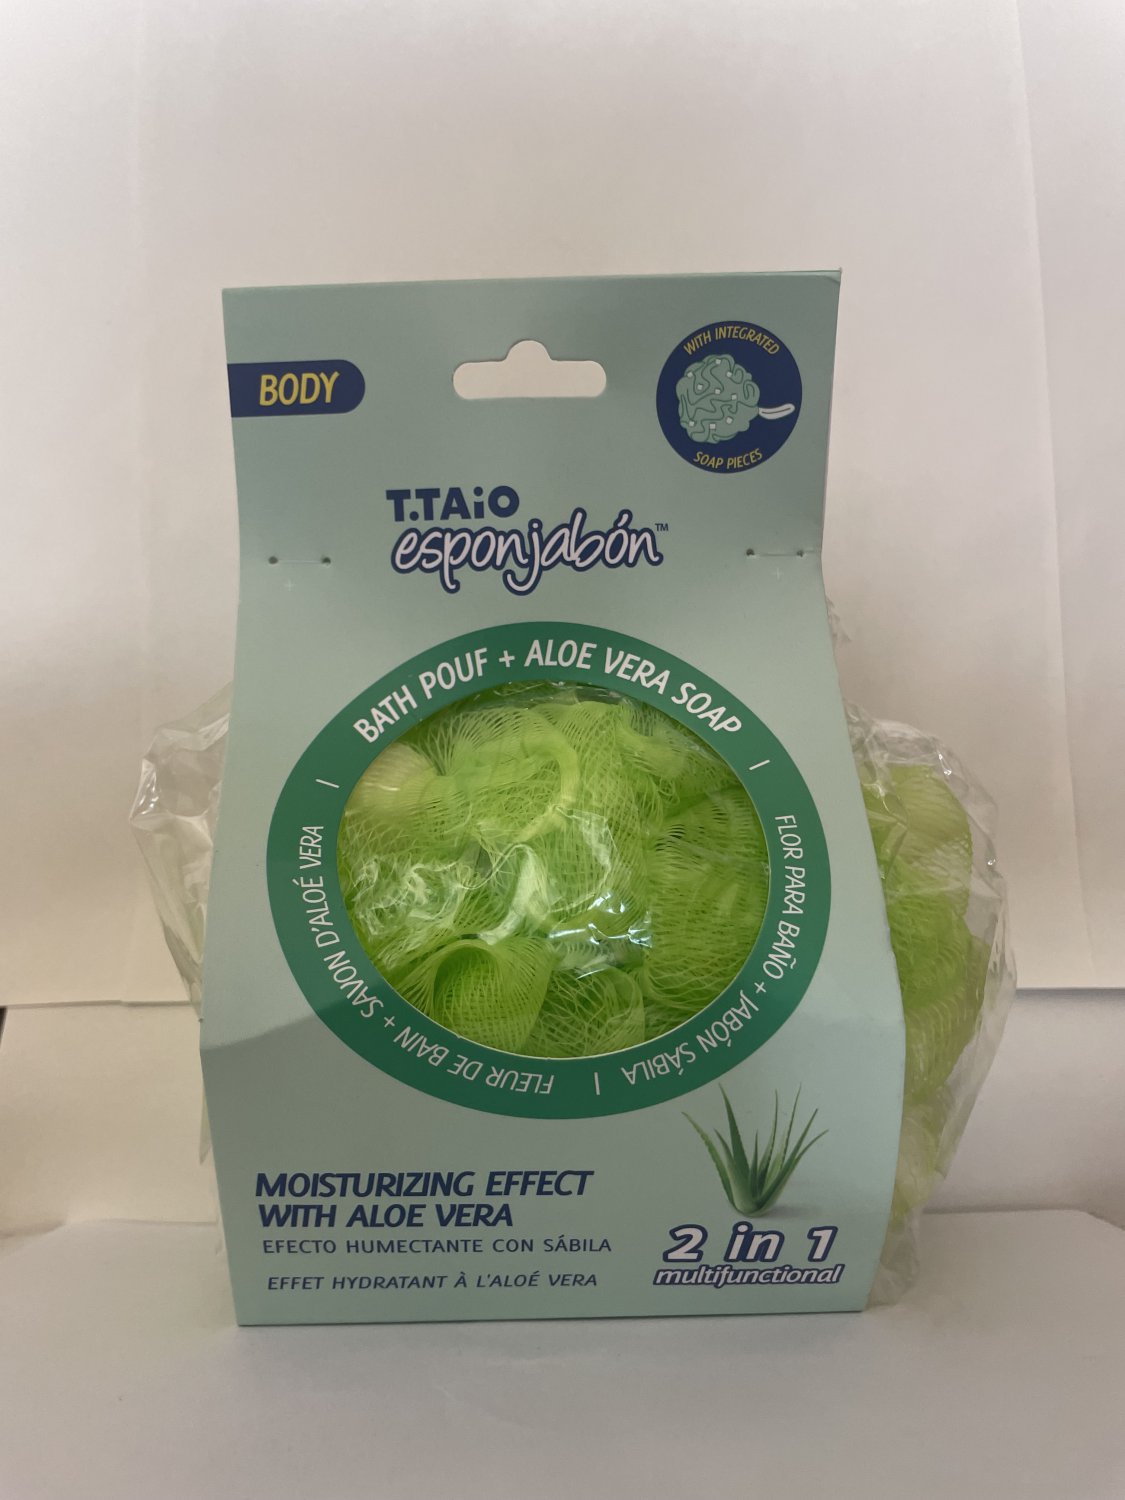 BODY
WITH INTEGRATED
SOAP PIECES
T.TAiO
esponjabón™
BATH POUF + ALOE VERA SOAP
FLOR PARA BAÑO + JABÓN SÁBILA
FLEUR DE BAIN + SAVON D'ALOÉ VERA
MOISTURIZING EFFECT
WITH ALOE VERA
EFECTO HUMECTANTE CON SÁBILA
EFFET HYDRATANT À L'ALOÉ VERA
2 in 1
multifunctional